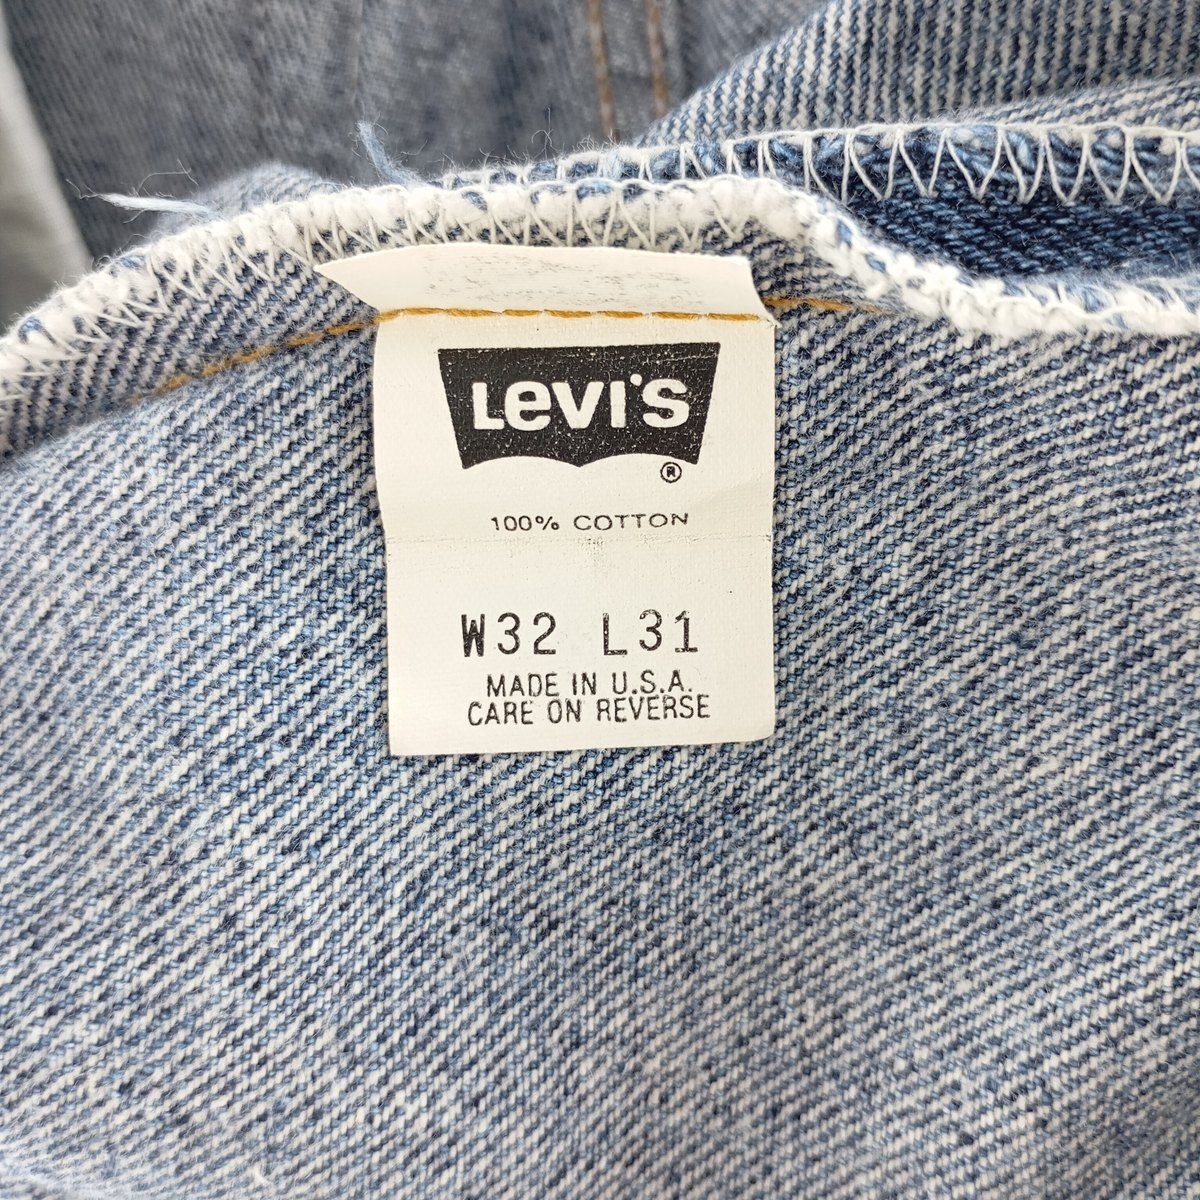 Levi's
®
100% COTTON
W32 L31
MADE IN U.S.A.
CARE ON REVERSE